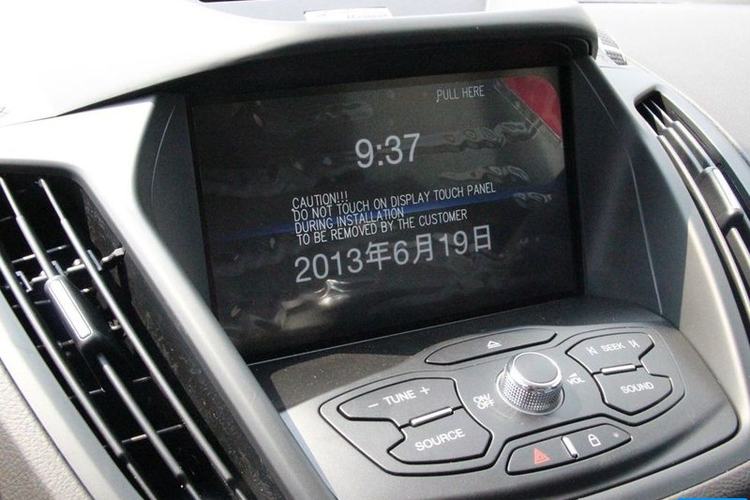 PULL HERE
9:37
CAUTION!!!
DO NOT TOUCH ON DISPLAY TOUCH PANEL
DURING INSTALLATION
TO BE REMOVED BY THE CUSTOMER
2013年6月19日
SEEK
VOL
SOUND
ON/OFF
− TUNE +
SOURCE